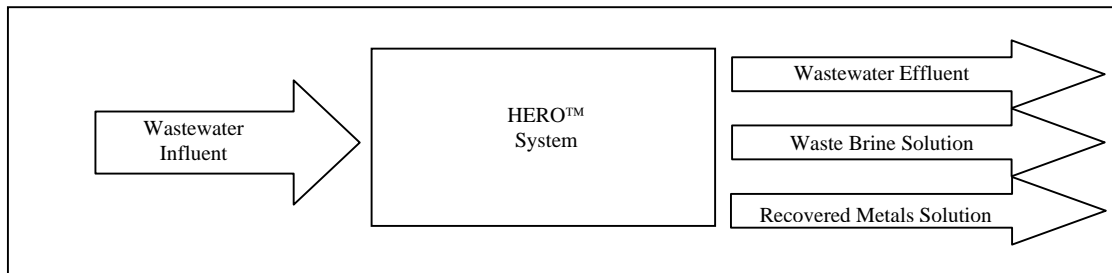 Wastewater
Influent
HERO™
System
Wastewater Effluent
Waste Brine Solution
Recovered Metals Solution